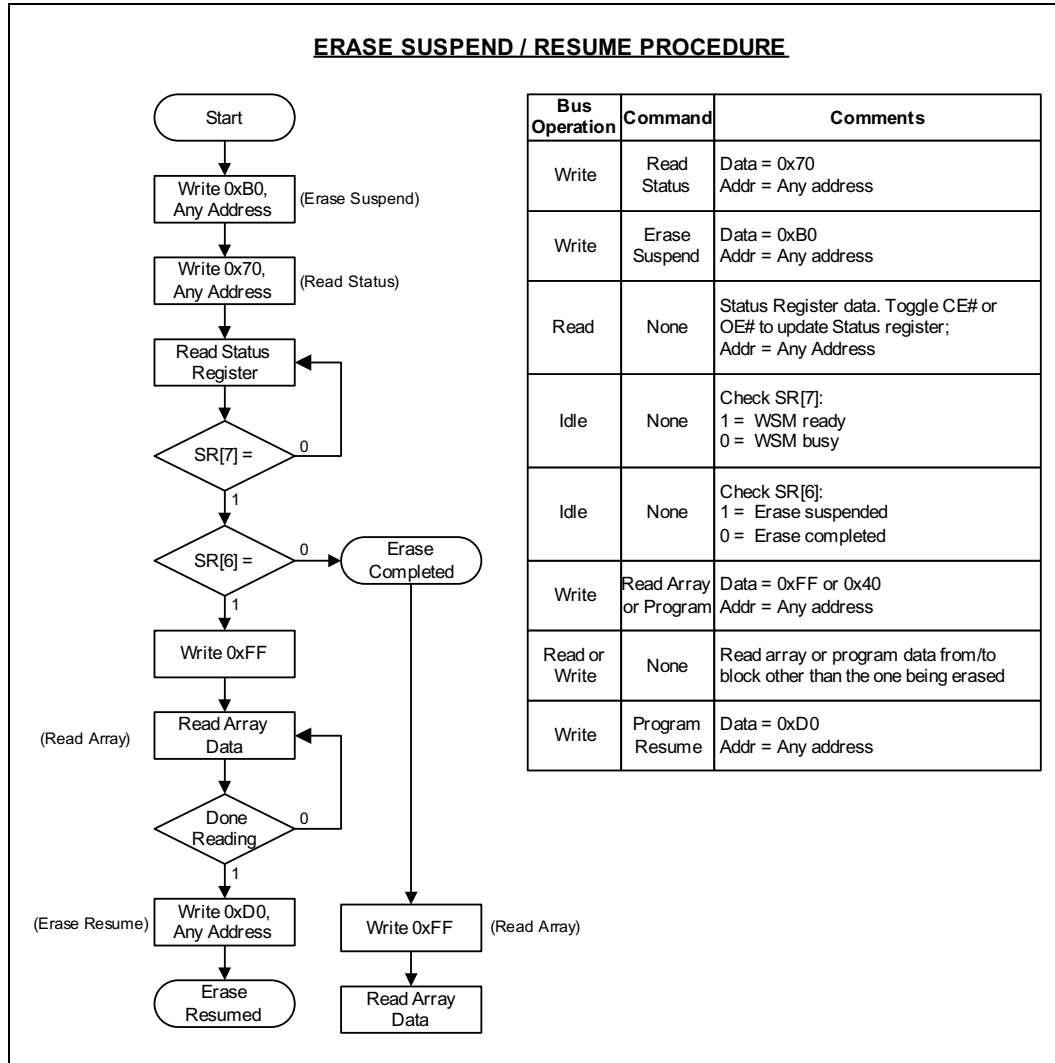 ERASE SUSPEND / RESUME PROCEDURE
Start
Write 0xB0,
Any Address
(Erase Suspend)
Write 0x70,
Any Address
(Read Status)
Read Status
Register
SR[7] =
0
1
SR[6] =
0
1
Erase
Completed
Write 0xFF
(Read Array)
Read Array
Data
Done
Reading
0
1
(Erase Resume)
Write 0xD0,
Any Address
Erase
Resumed
Write 0xFF
(Read Array)
Read Array
Data
Bus
Operation
Command
Comments
Write
Read
Status
Data = 0x70
Addr = Any address
Write
Erase
Suspend
Data = 0xB0
Addr = Any address
Read
None
Status Register data. Toggle CE# or
OE# to update Status register;
Addr = Any Address
Idle
None
Check SR[7]:
1 = WSM ready
0 = WSM busy
Idle
None
Check SR[6]:
1 = Erase suspended
0 = Erase completed
Write
Read Array
or Program
Data = 0xFF or 0x40
Addr = Any address
Read or
Write
None
Read array or program data from/to
block other than the one being erased
Write
Program
Resume
Data = 0xD0
Addr = Any address